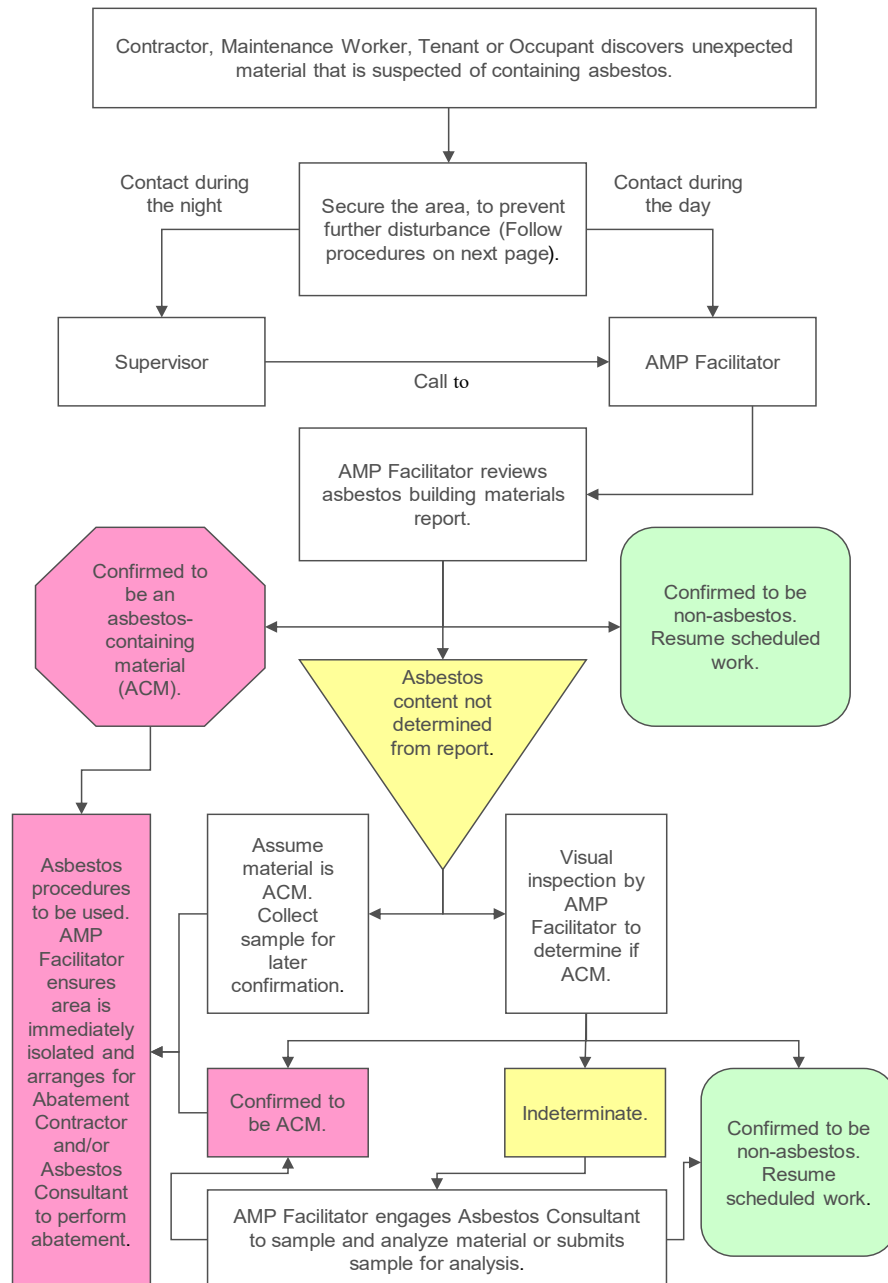 Contractor, Maintenance Worker, Tenant or Occupant discovers unexpected
material that is suspected of containing asbestos.
Contact during
the night
Secure the area, to prevent
further disturbance (Follow
procedures on next page).
Contact during
the day
Supervisor
Call to
AMP Facilitator
AMP Facilitator reviews
asbestos building materials
report.
Confirmed to
be an
asbestos-
containing
material
(ACM).
Asbestos
content not
determined
from report.
Confirmed to be
non-asbestos.
Resume scheduled
work.
Asbestos
procedures
to be used.
AMP
Facilitator
ensures
area is
immediately
isolated and
arranges for
Abatement
Contractor
and/or
Asbestos
Consultant
to perform
abatement.
Assume
material is
ACM.
Collect
sample for
later
confirmation.
Visual
inspection by
AMP
Facilitator to
determine if
ACM.
Confirmed to
be ACM.
Indeterminate.
Confirmed to be
non-asbestos.
Resume
scheduled work.
AMP Facilitator engages Asbestos Consultant
to sample and analyze material or submits
sample for analysis.